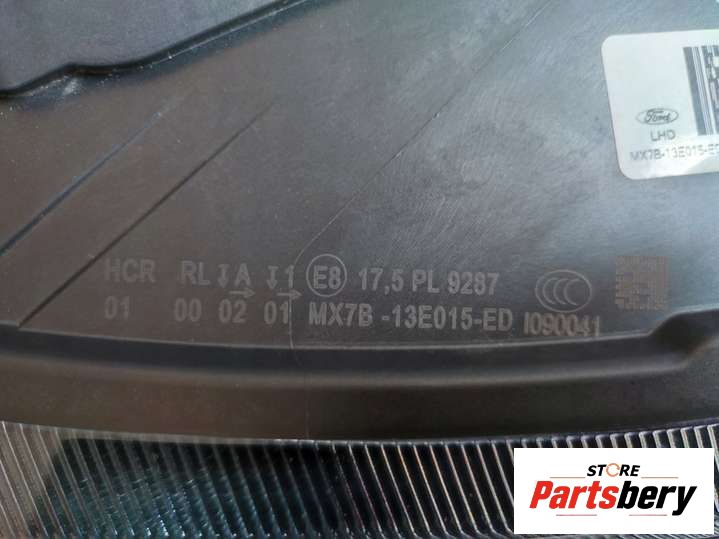 Ford
LHD
MX7B-13E015-E
HCR RL A 1 E8 17,5 PL 9287
01 00 02 01 MX7B -13E015-ED I090041
CCC
STORE
Partsbery